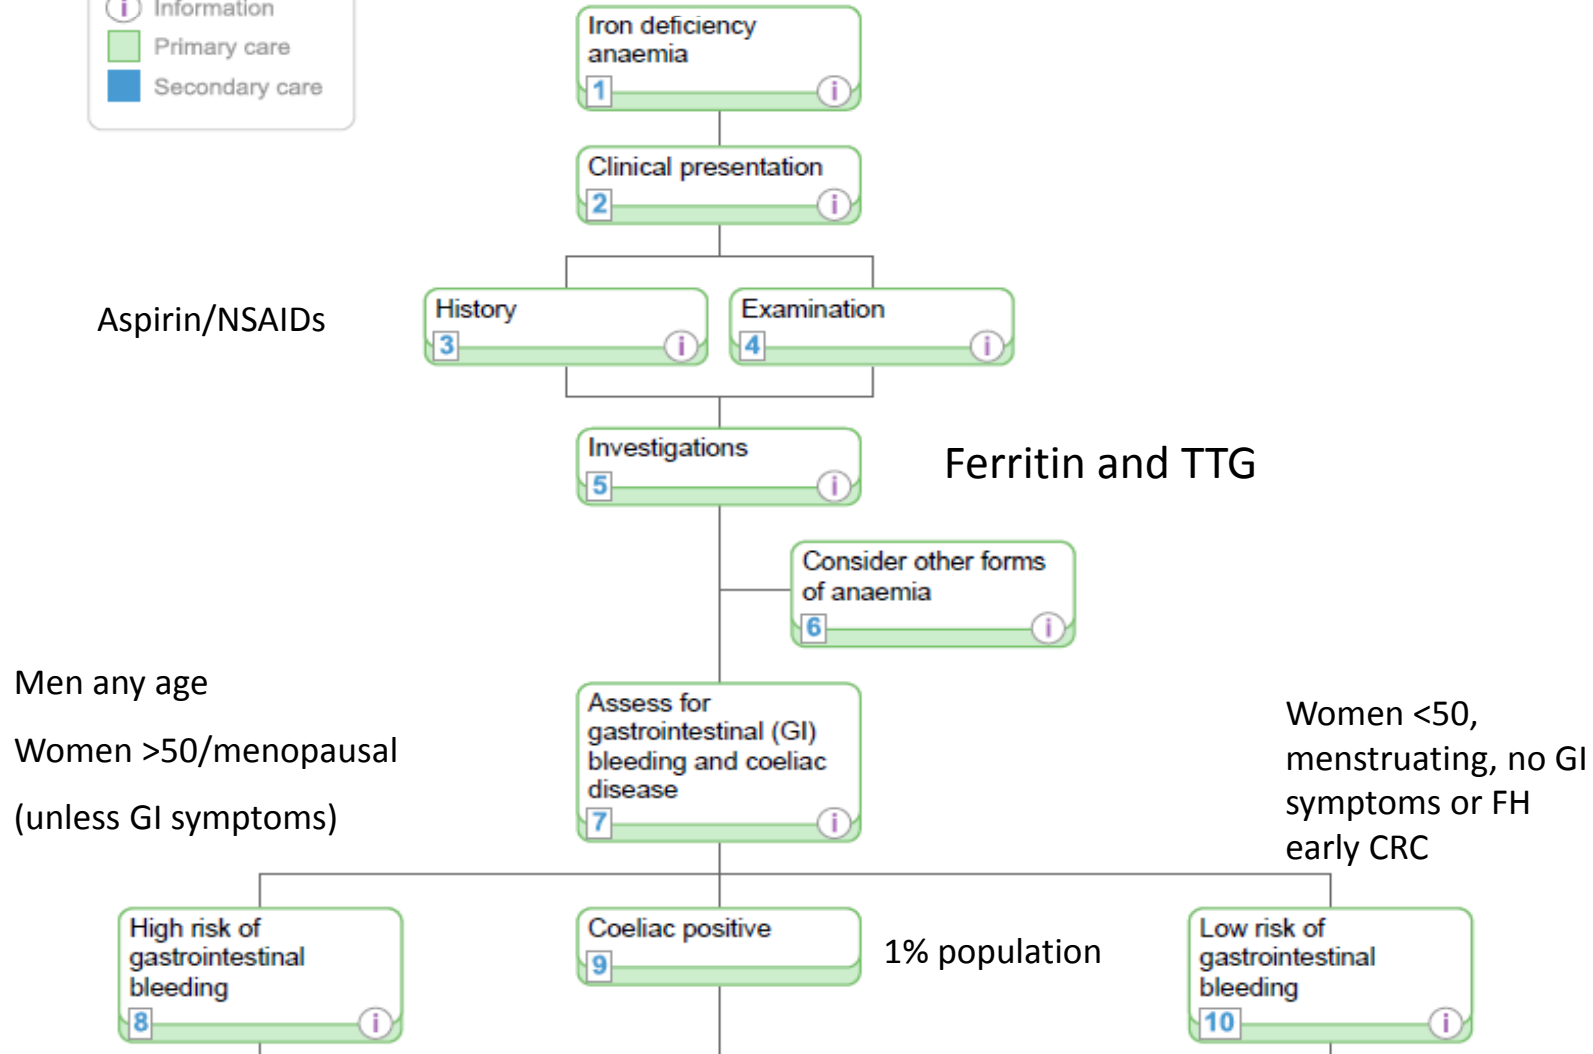 i Information
Primary care
Secondary care
Iron deficiency
anaemia
1 i
Clinical presentation
2 i
Aspirin/NSAIDs
History
3 i
Examination
4 i
Investigations
5 i
Ferritin and TTG
Consider other forms
of anaemia
6 i
Men any age
Women >50/menopausal
(unless GI symptoms)
Assess for
gastrointestinal (GI)
bleeding and coeliac
disease
7 i
Women <50,
menstruating, no GI
symptoms or FH
early CRC
High risk of
gastrointestinal
bleeding
8 i
Coeliac positive
9
1% population
Low risk of
gastrointestinal
bleeding
10 i